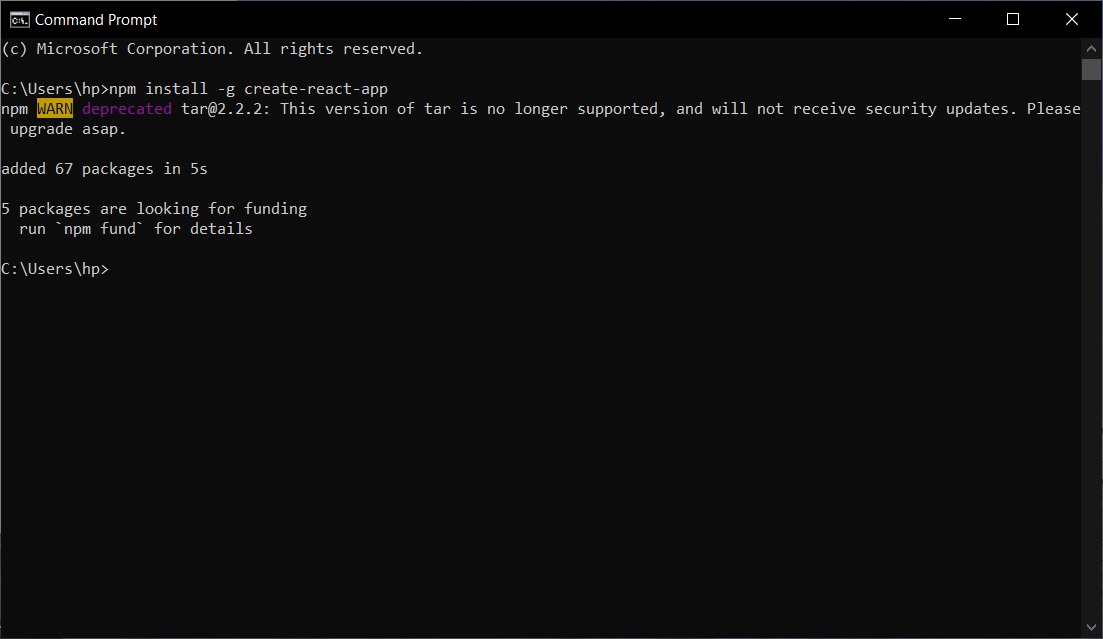 Command Prompt
(c) Microsoft Corporation. All rights reserved.
C:\Users\hp>npm install -g create-react-app
npm WARN deprecated tar@2.2.2: This version of tar is no longer supported, and will not receive security updates. Please
 upgrade asap.
added 67 packages in 5s
5 packages are looking for funding
  run `npm fund` for details
C:\Users\hp>